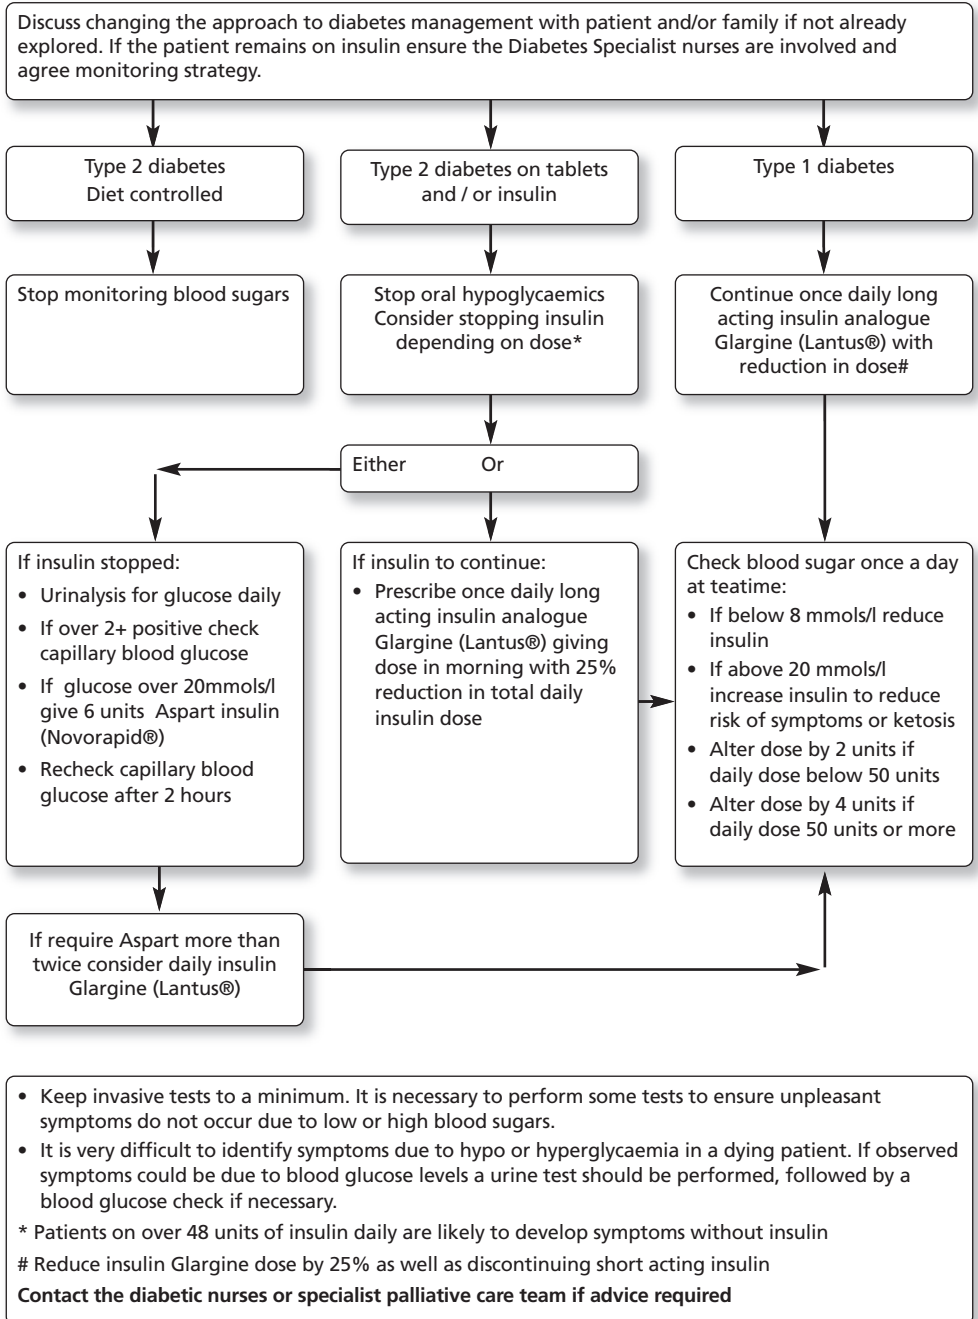 Discuss changing the approach to diabetes management with patient and/or family if not already
explored. If the patient remains on insulin ensure the Diabetes Specialist nurses are involved and
agree monitoring strategy.
Type 2 diabetes
Diet controlled
Type 2 diabetes on tablets
and / or insulin
Type 1 diabetes
Stop monitoring blood sugars
Stop oral hypoglycaemics
Consider stopping insulin
depending on dose*
Continue once daily long
acting insulin analogue
Glargine (Lantus®) with
reduction in dose#
Either Or
If insulin stopped:
• Urinalysis for glucose daily
• If over 2+ positive check
capillary blood glucose
• If glucose over 20mmols/l
give 6 units Aspart insulin
(Novorapid®)
• Recheck capillary blood
glucose after 2 hours
If insulin to continue:
• Prescribe once daily long
acting insulin analogue
Glargine (Lantus®) giving
dose in morning with 25%
reduction in total daily
insulin dose
Check blood sugar once a day
at teatime:
• If below 8 mmols/l reduce
insulin
• If above 20 mmols/l
increase insulin to reduce
risk of symptoms or ketosis
• Alter dose by 2 units if
daily dose below 50 units
• Alter dose by 4 units if
daily dose 50 units or more
If require Aspart more than
twice consider daily insulin
Glargine (Lantus®)
• Keep invasive tests to a minimum. It is necessary to perform some tests to ensure unpleasant
symptoms do not occur due to low or high blood sugars.
• It is very difficult to identify symptoms due to hypo or hyperglycaemia in a dying patient. If observed
symptoms could be due to blood glucose levels a urine test should be performed, followed by a
blood glucose check if necessary.
* Patients on over 48 units of insulin daily are likely to develop symptoms without insulin
# Reduce insulin Glargine dose by 25% as well as discontinuing short acting insulin
Contact the diabetic nurses or specialist palliative care team if advice required